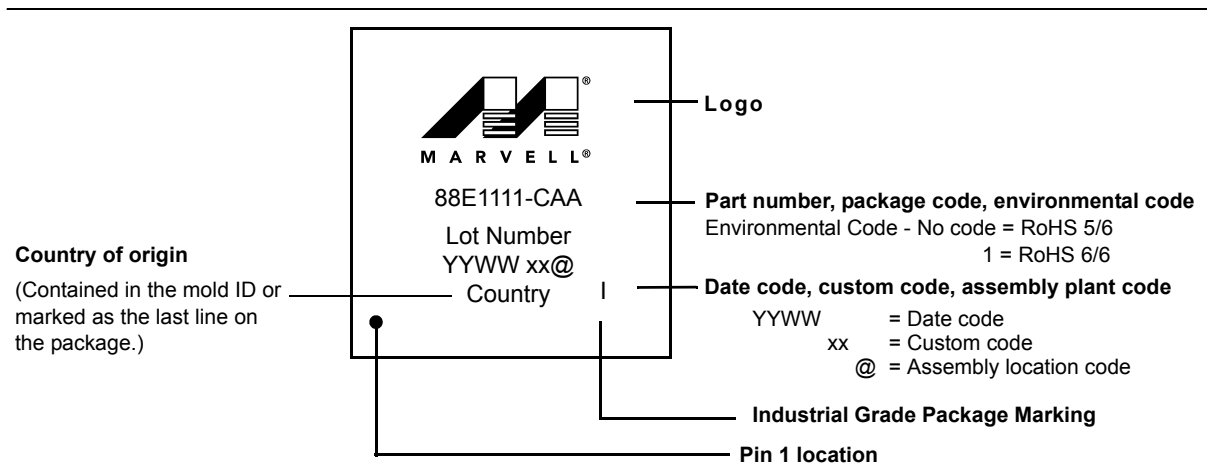 ®
MARVELL®
88E1111-CAA
Lot Number
YYWW xx@
Country I
Logo
Part number, package code, environmental code
Environmental Code - No code = RoHS 5/6
1 = RoHS 6/6
Country of origin
(Contained in the mold ID or
marked as the last line on
the package.)
Date code, custom code, assembly plant code
YYWW = Date code
xx = Custom code
@ = Assembly location code
Industrial Grade Package Marking
Pin 1 location